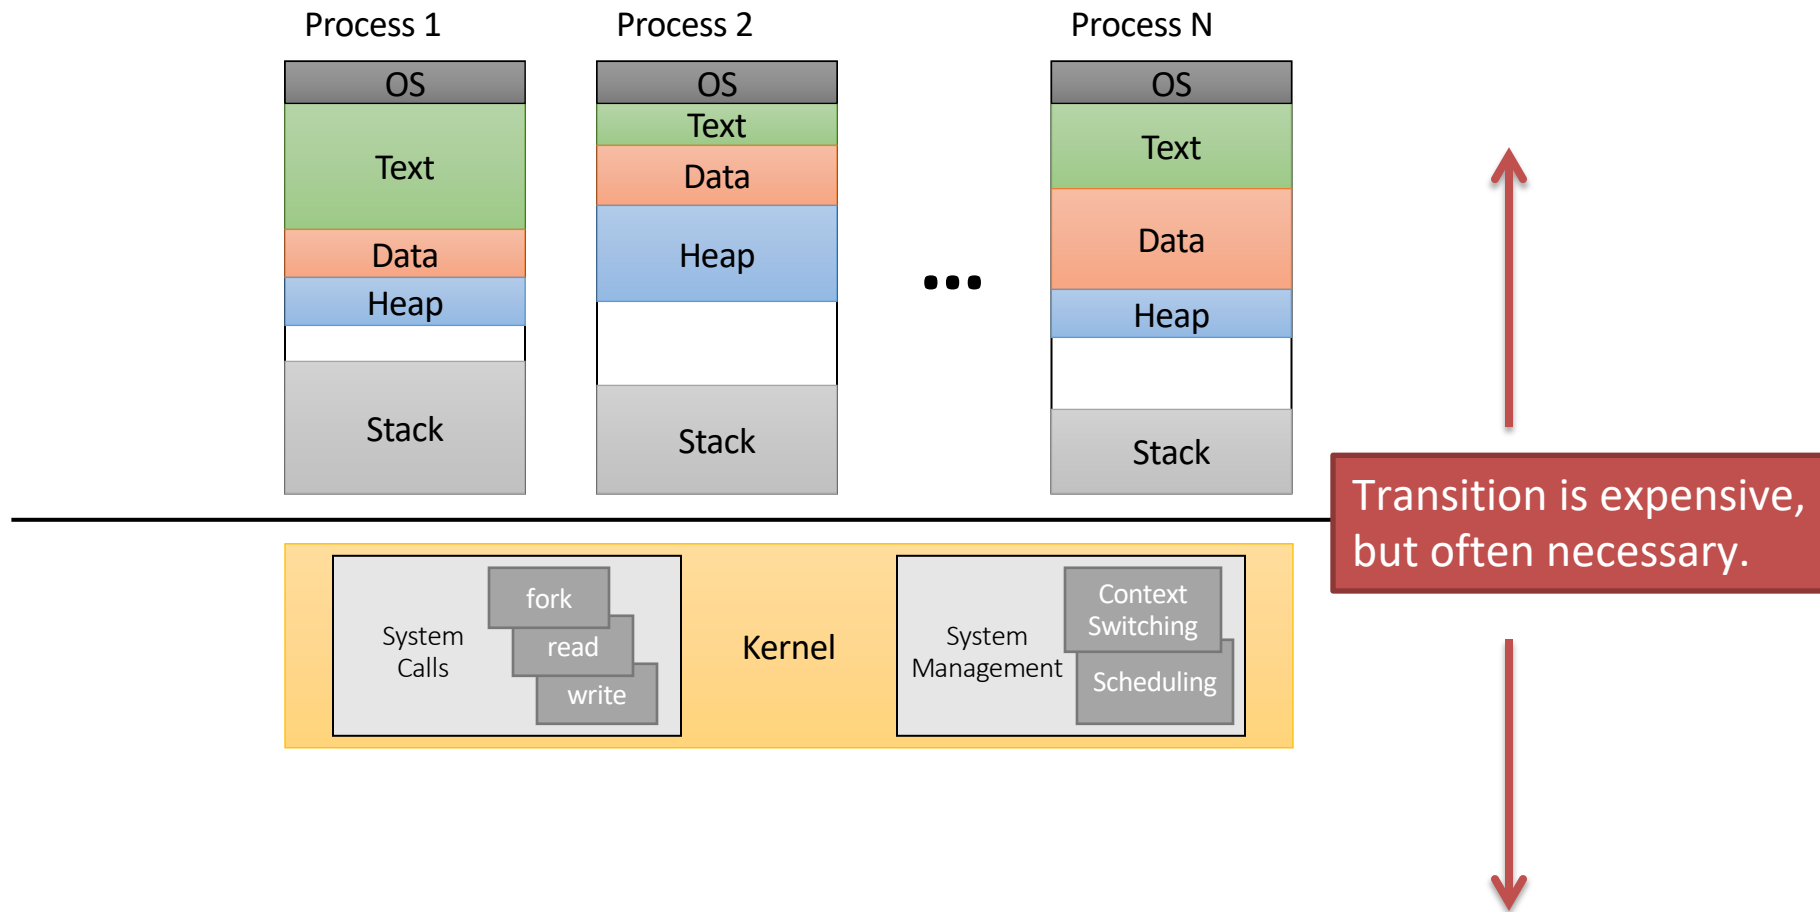 Process 1
Process 2
Process N
OS
Text
Data
Heap
Stack
OS
Text
Data
Heap
Stack
...
OS
Text
Data
Heap
Stack
Transition is expensive,
but often necessary.
System
Calls
fork
read
write
Kernel
System
Management
Context
Switching
Scheduling